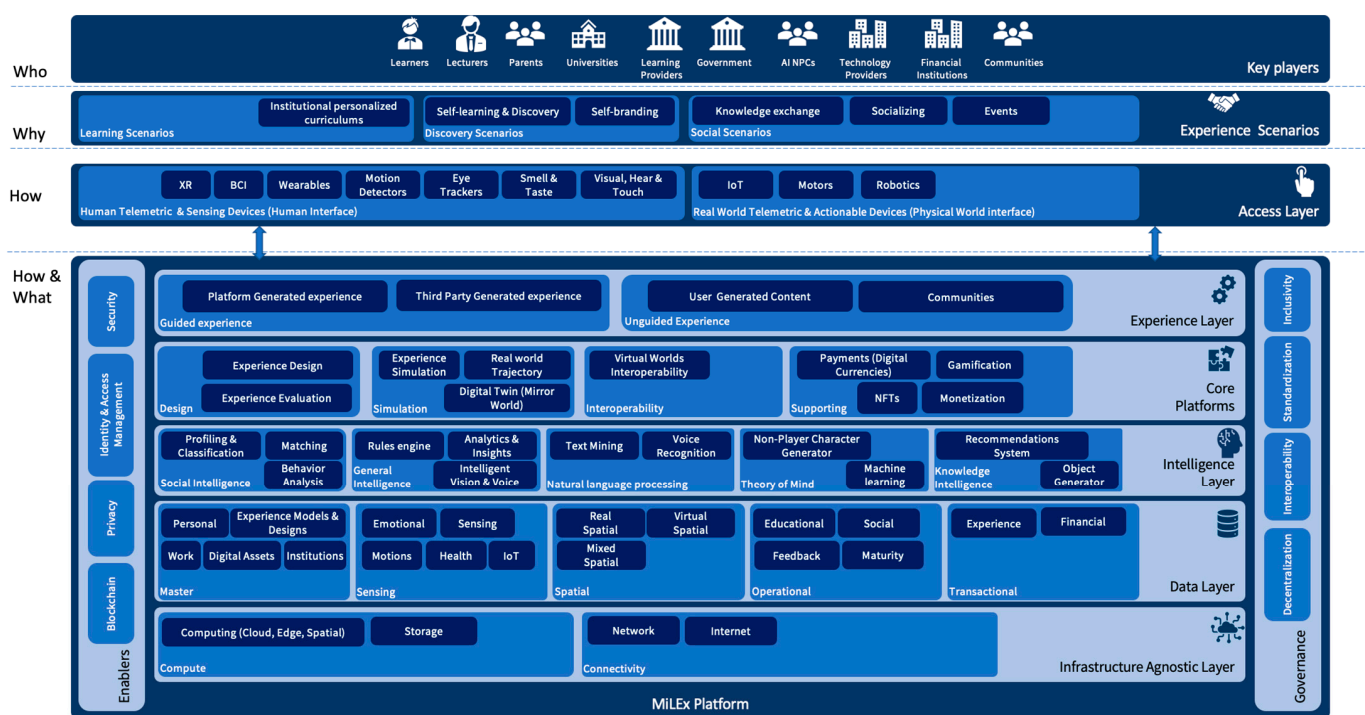 Who
Learners
Lecturers
Parents
Universities
Learning
Providers
Government
AI NPCs
Technology
Providers
Financial
Institutions
Communities
Key players
Why
Institutional personalized
curriculums
Learning Scenarios
Self-learning & Discovery
Self-branding
Discovery Scenarios
Knowledge exchange
Socializing
Events
Social Scenarios
Experience Scenarios
How
XR
BCI
Wearables
Motion
Detectors
Eye
Trackers
Smell &
Taste
Visual, Hear &
Touch
Human Telemetric & Sensing Devices (Human Interface)
IoT
Motors
Robotics
Real World Telemetric & Actionable Devices (Physical World interface)
Access Layer
How &
What
Security
Identity & Access
Management
Privacy
Blockchain
Enablers
Platform Generated experience
Third Party Generated experience
Guided experience
User Generated Content
Communities
Unguided Experience
Experience Layer
Experience Design
Experience Evaluation
Design
Experience
Simulation
Real world
Trajectory
Digital Twin (Mirror
World)
Simulation
Virtual Worlds
Interoperability
Interoperability
Payments (Digital
Currencies)
Gamification
NFTs
Monetization
Supporting
Core
Platforms
Profiling &
Classification
Matching
Behavior
Analysis
Social Intelligence
Rules engine
Analytics &
Insights
Intelligent
Vision & Voice
General
Intelligence
Text Mining
Voice
Recognition
Natural language processing
Non-Player Character
Generator
Machine
learning
Theory of Mind
Recommendations
System
Object
Generator
Knowledge
Intelligence
Intelligence
Layer
Personal
Experience Models &
Designs
Work
Digital Assets
Institutions
Master
Emotional
Sensing
Motions
Health
IoT
Sensing
Real
Spatial
Virtual
Spatial
Mixed
Spatial
Spatial
Educational
Social
Feedback
Maturity
Operational
Experience
Financial
Transactional
Data Layer
Computing (Cloud, Edge, Spatial)
Storage
Compute
Network
Internet
Connectivity
Infrastructure Agnostic Layer
Inclusivity
Standardization
Interoperability
Decentralization
Governance
MiLEx Platform